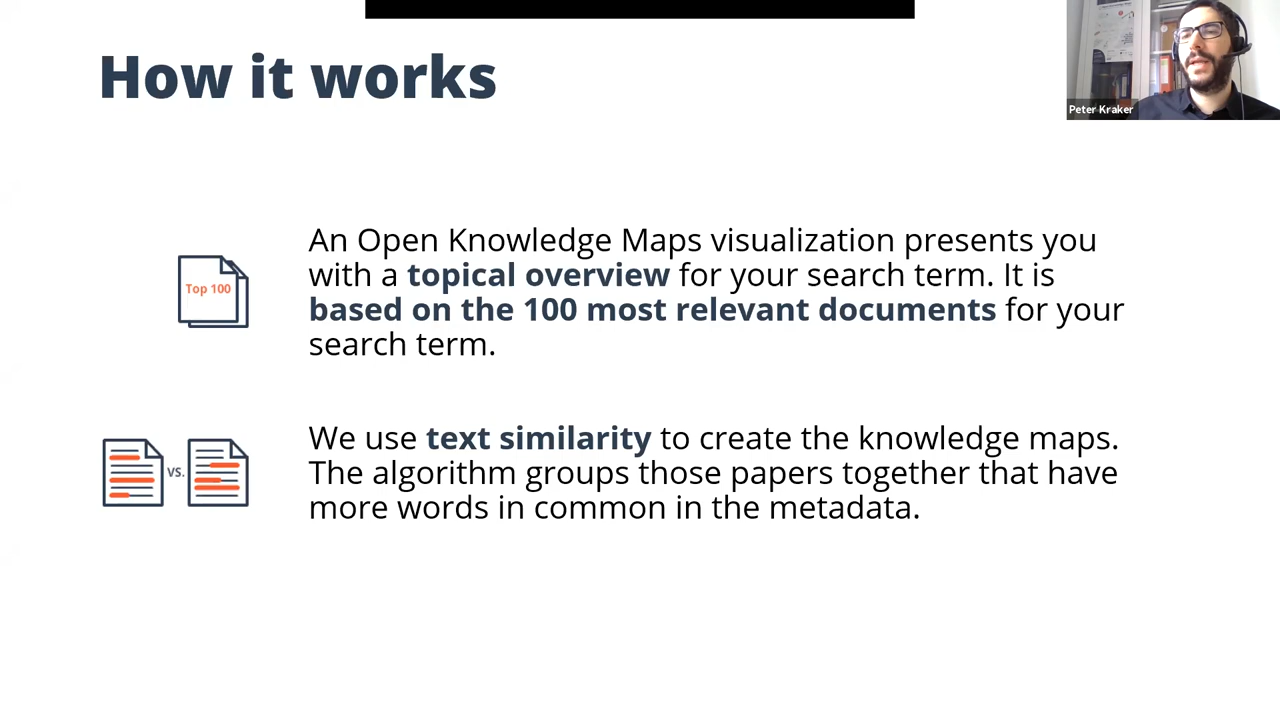 How it works
Peter Kraker
Top 100
An Open Knowledge Maps visualization presents you
with a topical overview for your search term. It is
based on the 100 most relevant documents for your
search term.
vs.
We use text similarity to create the knowledge maps.
The algorithm groups those papers together that have
more words in common in the metadata.